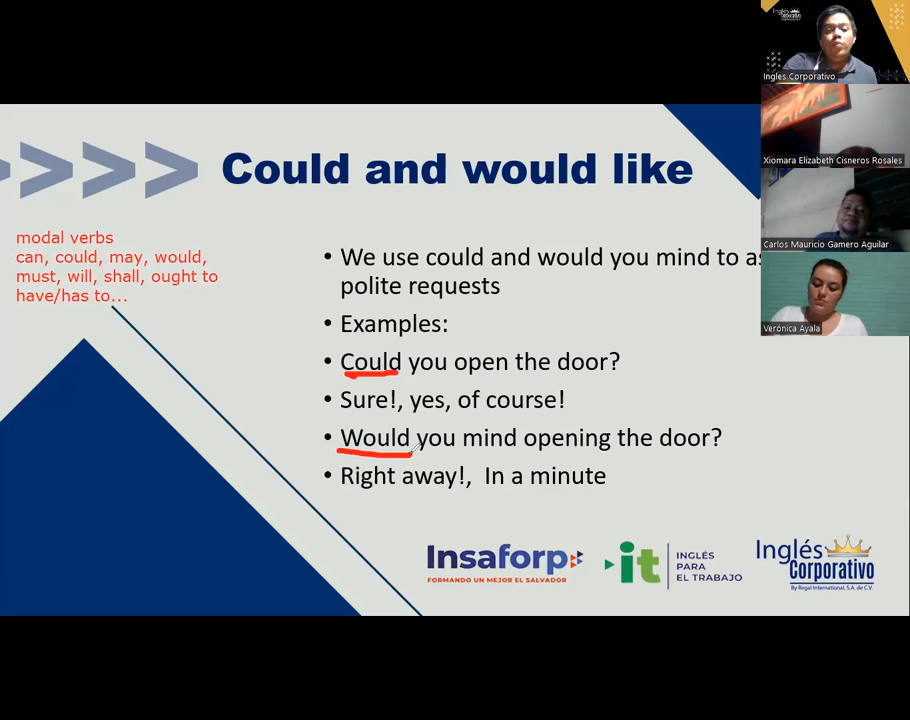 Inglés
Corporativo
Ingles Corporativo
Xiomara Elizabeth Cisneros Rosales
Carlos Mauricio Gamero Aguilar
Verónica Ayala
Could and would like
modal verbs
can, could, may, would,
must, will, shall, ought to
have/has to...
• We use could and would you mind to as
polite requests
• Examples:
• Could you open the door?
• Sure!, yes, of course!
• Would you mind opening the door?
• Right away!, In a minute
Insaforp
FORMANDO UN MEJOR EL SALVADOR
it
INGLÉS
PARA
EL TRABAJO
Inglés
Corporativo
By Regal International, S.A. de C.V.